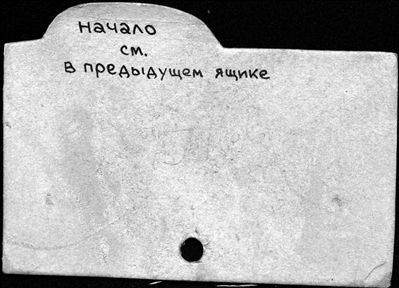 начало
см.
в предыдущем ящике